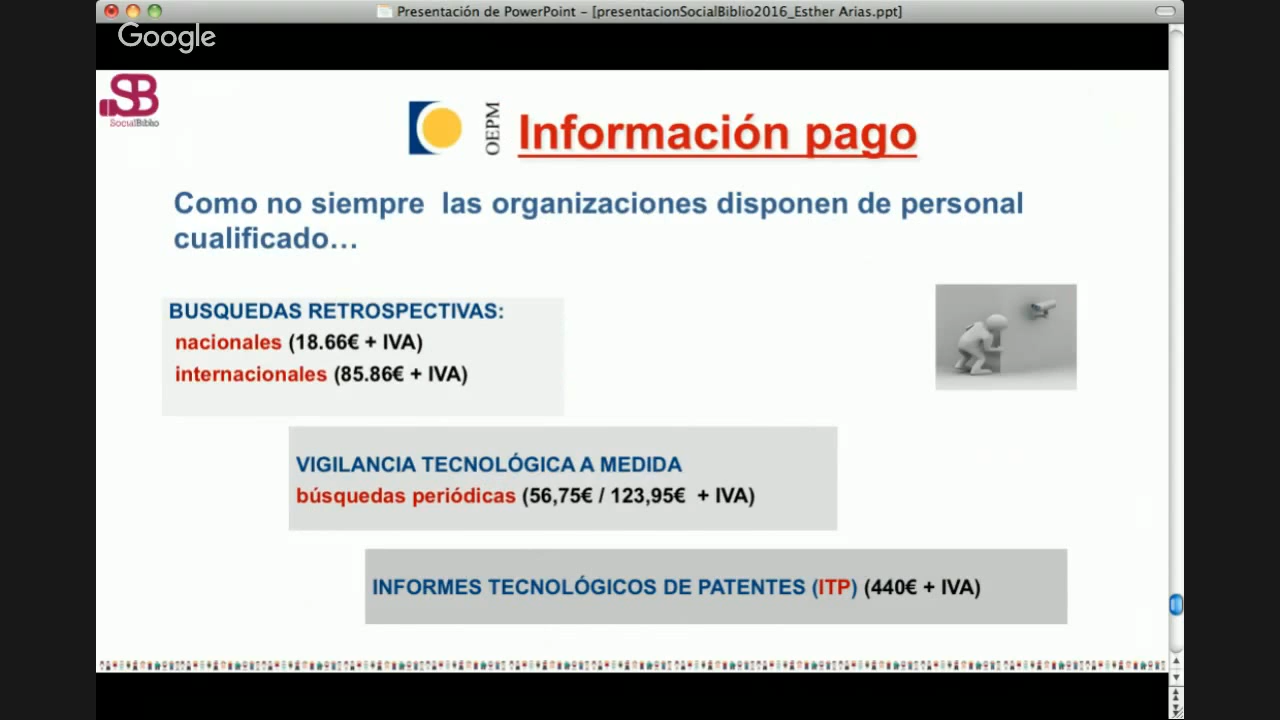 Presentación de PowerPoint – [presentacionSocialBiblio2016_Esther Arias.ppt]
Google
SB
SocialBiblio
OEPM
Información pago
Como no siempre las organizaciones disponen de personal
cualificado...
BUSQUEDAS RETROSPECTIVAS:
nacionales (18.66€ + IVA)
internacionales (85.86€ + IVA)
VIGILANCIA TECNOLÓGICA A MEDIDA
búsquedas periódicas (56,75€ / 123,95€ + IVA)
INFORMES TECNOLÓGICOS DE PATENTES (ITP) (440€ + IVA)